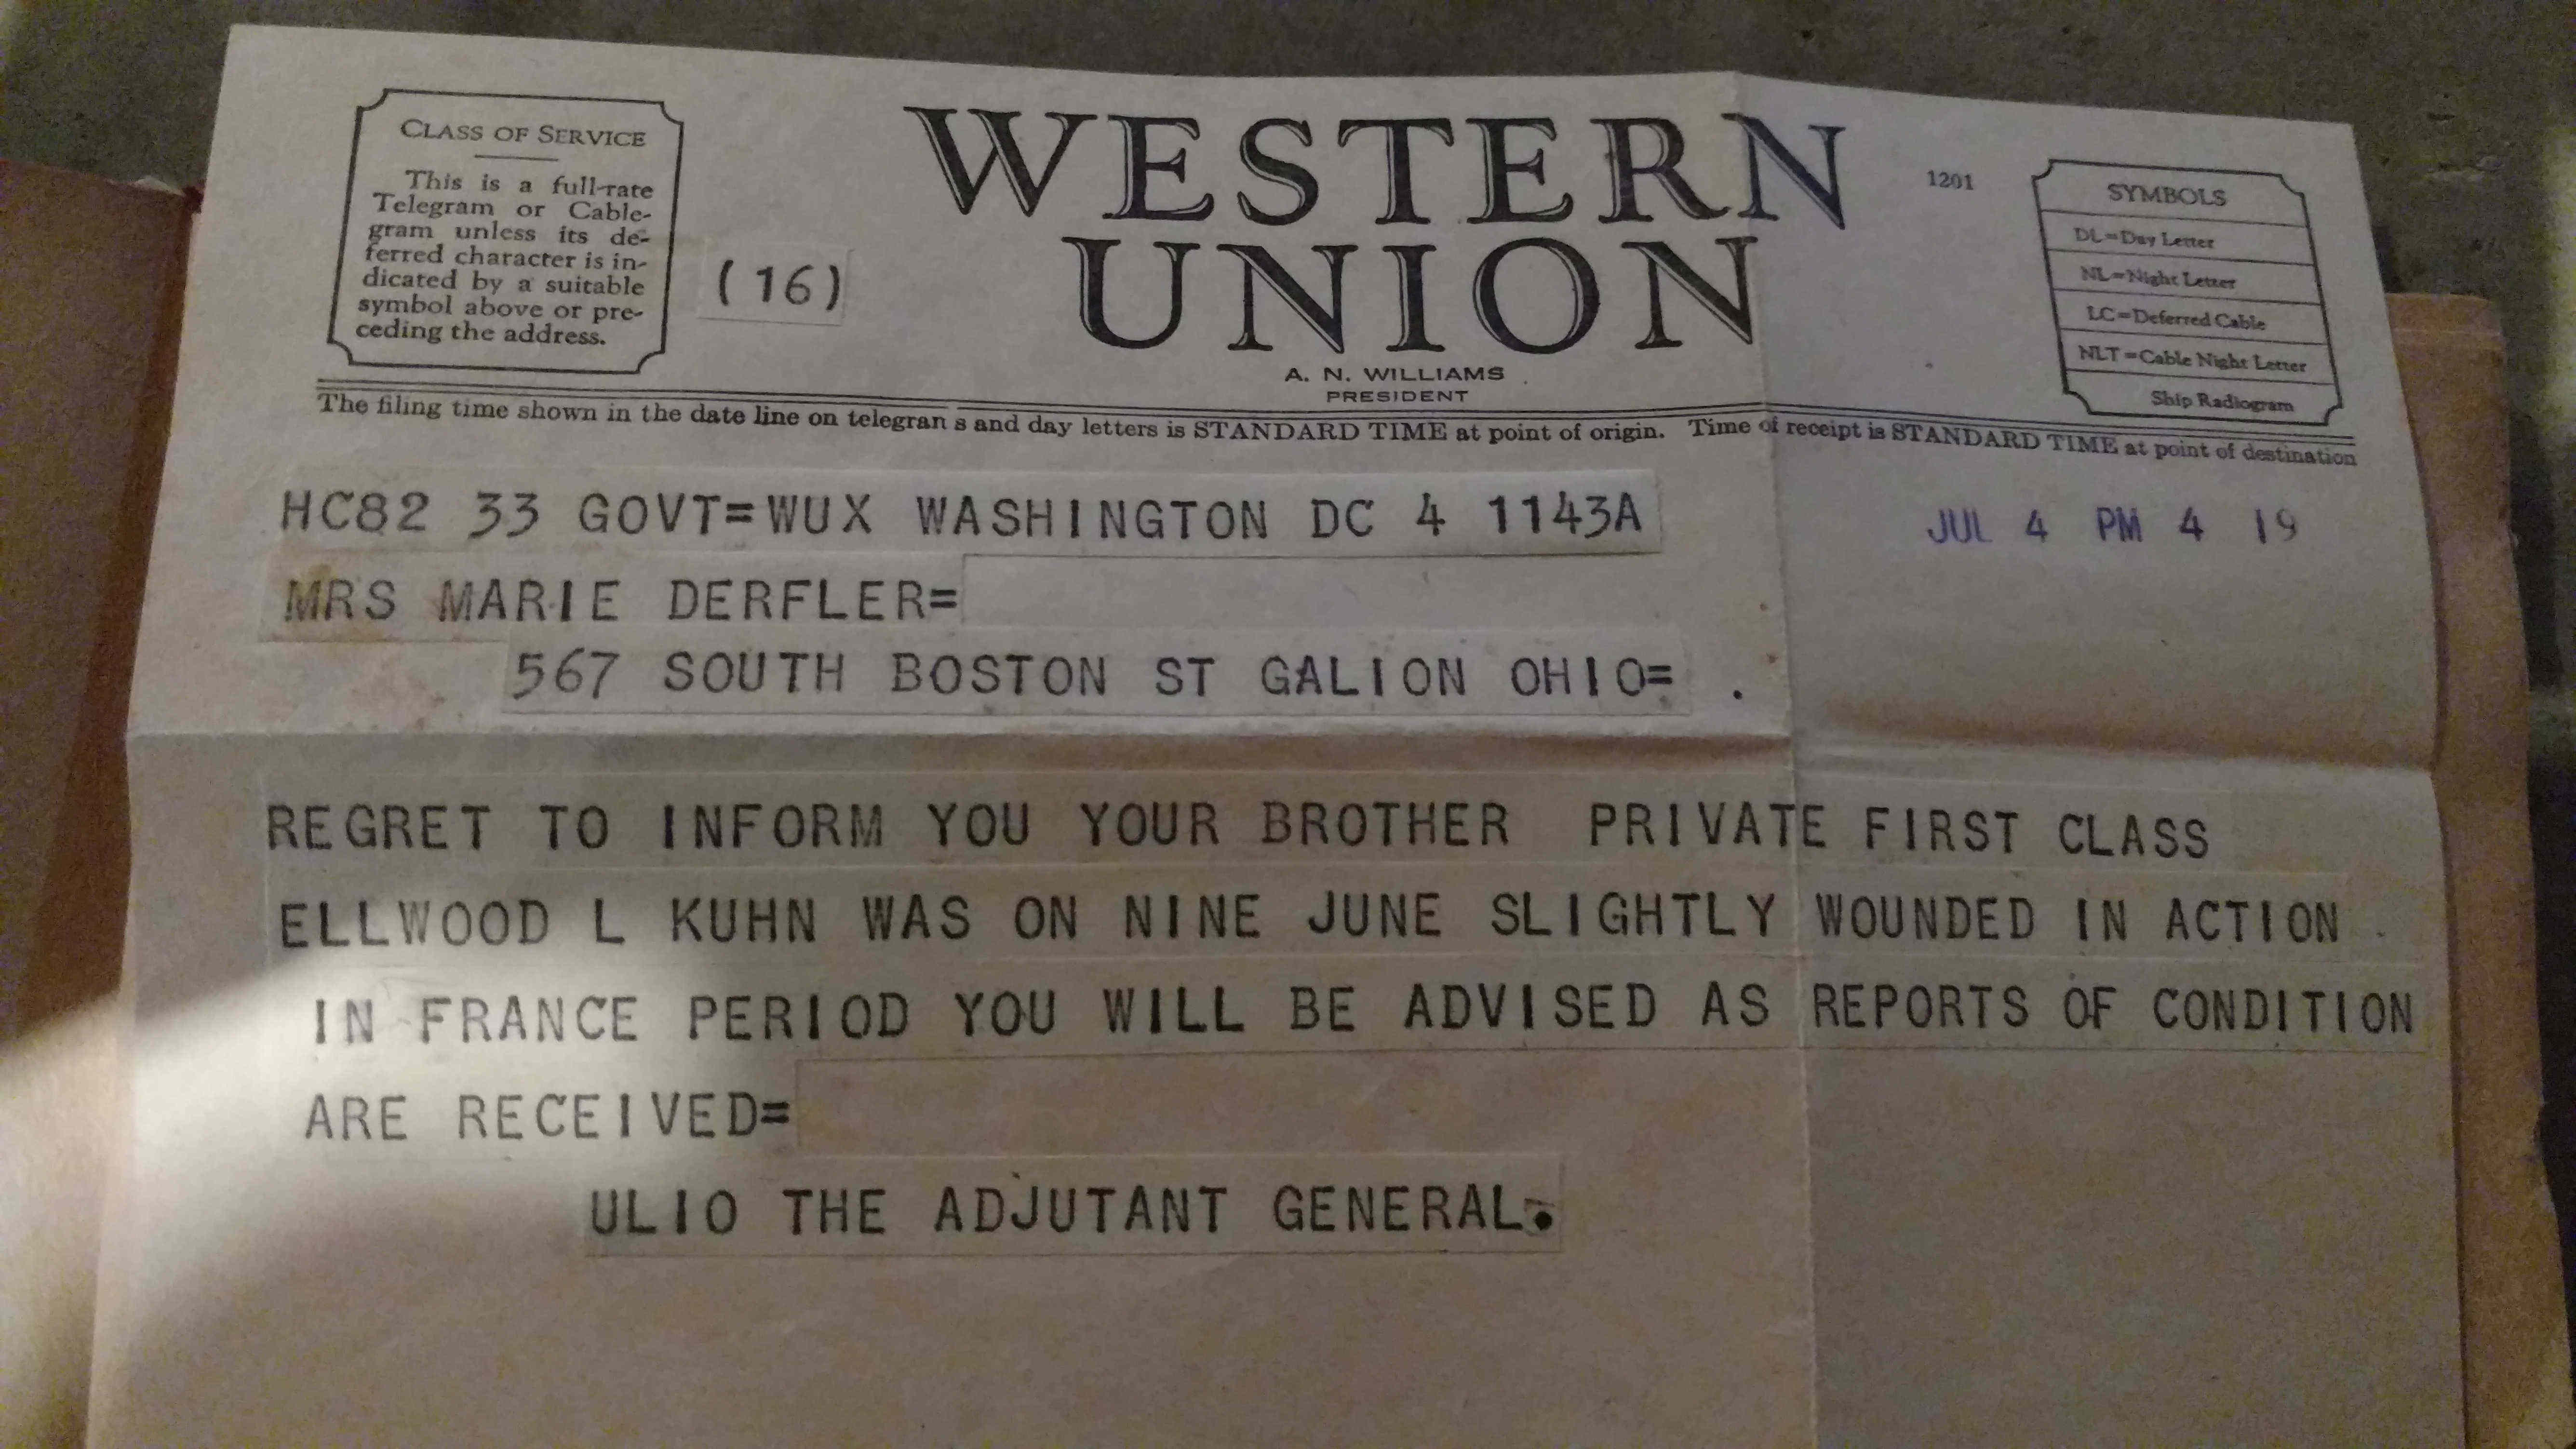 CLASS OF SERVICE
This is a full-rate
Telegram or Cable-
gram unless its de-
ferred character is in-
dicated by a suitable
symbol above or pre-
ceding the address.
(16)
WESTERN
UNION
A. N. WILLIAMS
PRESIDENT
1201
SYMBOLS
DL=Day Letter
NL=Night Letter
LC=Deferred Cable
NLT=Cable Night Letter
Ship Radiogram
The filing time shown in the date line on telegran s and day letters is STANDARD TIME at point of origin. Time of receipt is STANDARD TIME at point of destination
HC82 33 GOVT=WUX WASHINGTON DC 4 1143A
JUL 4 PM 4 19
MRS MARIE DERFLER=
567 SOUTH BOSTON ST GALION OHIO= .
REGRET TO INFORM YOU YOUR BROTHER PRIVATE FIRST CLASS
ELLWOOD L KUHN WAS ON NINE JUNE SLIGHTLY WOUNDED IN ACTION
IN FRANCE PERIOD YOU WILL BE ADVISED AS REPORTS OF CONDITION
ARE RECEIVED=
ULIO THE ADJUTANT GENERAL.